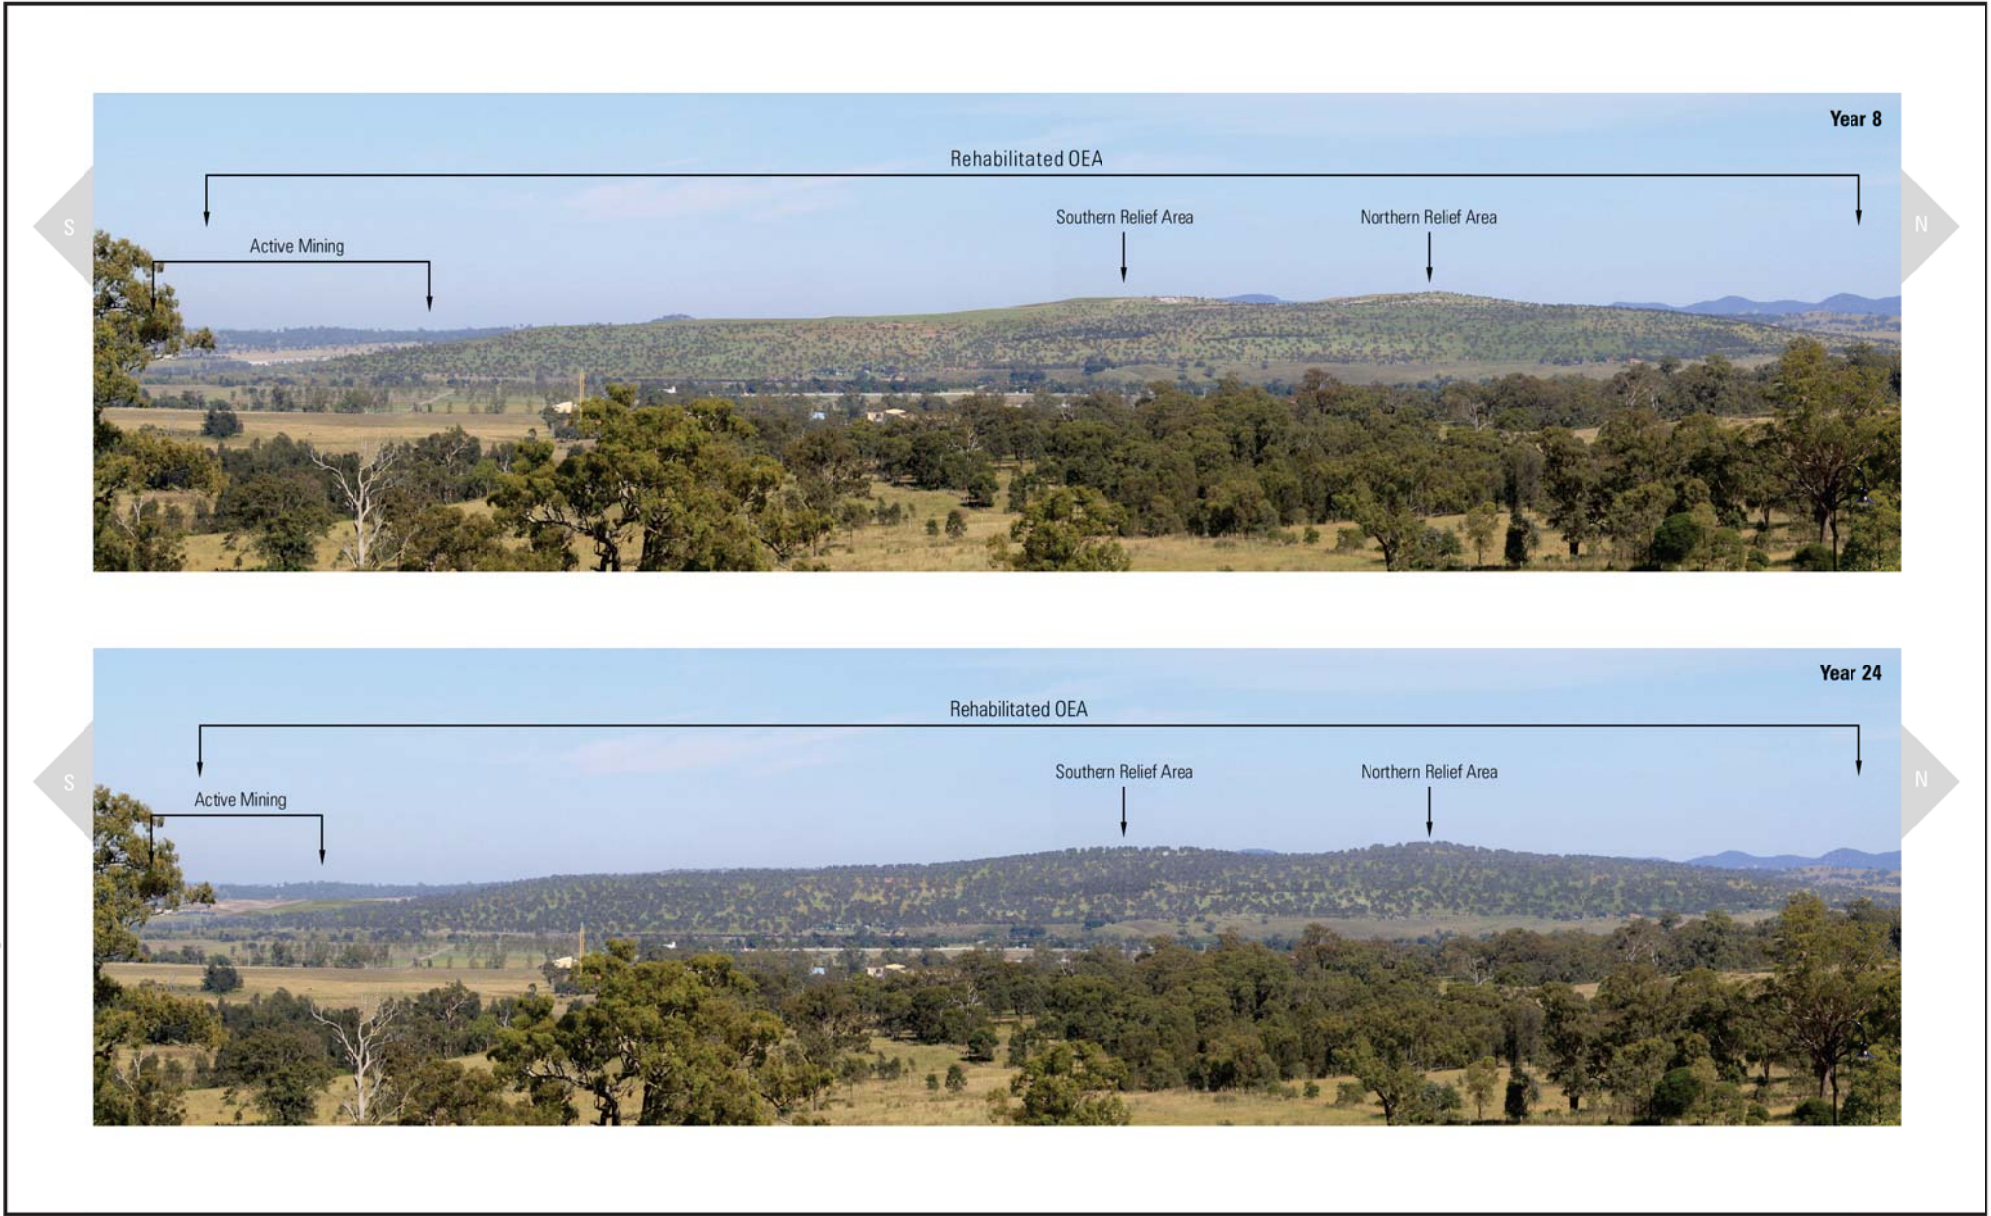 Year 8
Rehabilitated OEA
Southern Relief Area
Northern Relief Area
S
N
Active Mining
Year 24
Rehabilitated OEA
Southern Relief Area
Northern Relief Area
S
N
Active Mining